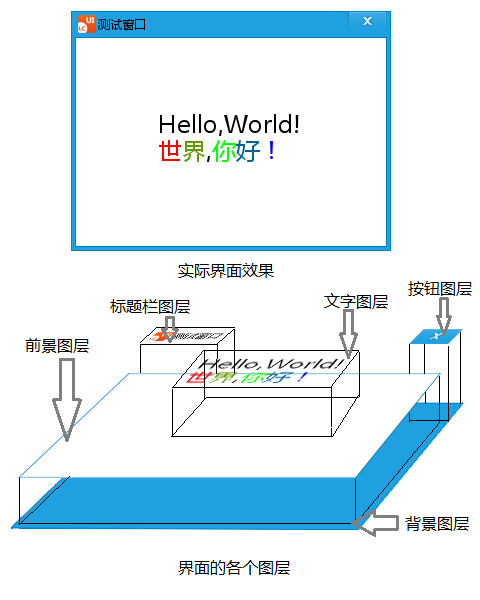 UI
LC
测试窗口
X
Hello,World!
世界,你好！
实际界面效果
按钮图层
标题栏图层
文字图层
前景图层
测试窗口
X
Hello,World!
世界,你好！
背景图层
界面的各个图层